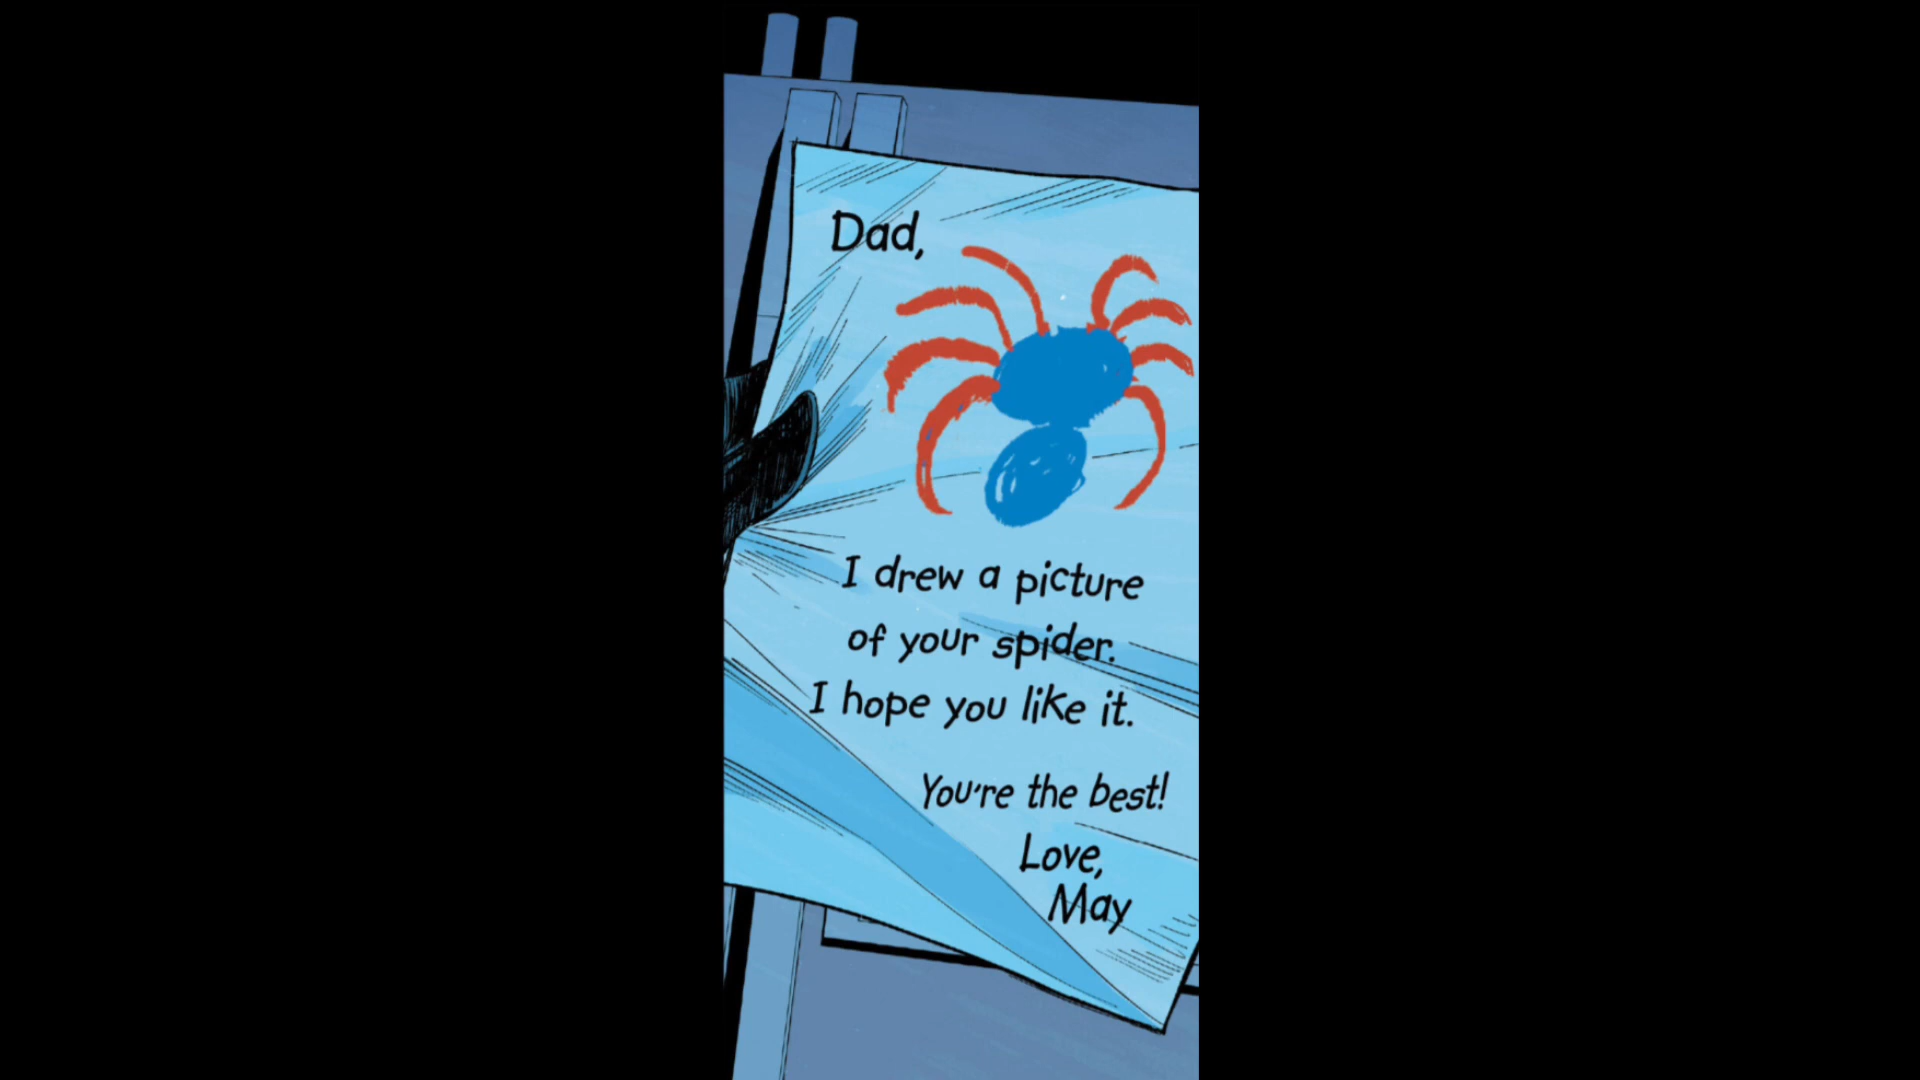 Dad,
I drew a picture
of your spider.
I hope you like it.
You're the best!
Love,
May